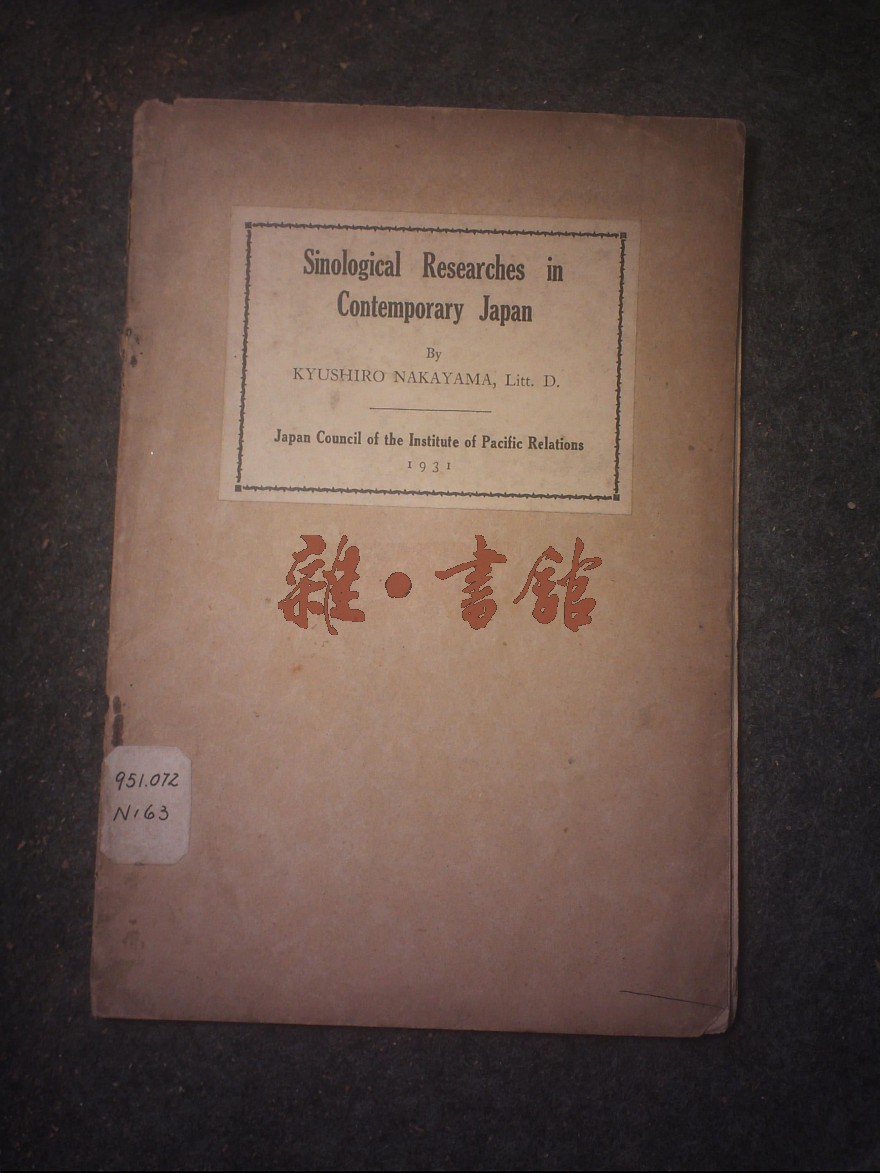 Sinological Researches in
Contemporary Japan
By
KYUSHIRO NAKAYAMA, Litt. D.
Japan Council of the Institute of Pacific Relations
1931
雜·書館
951.072
N163